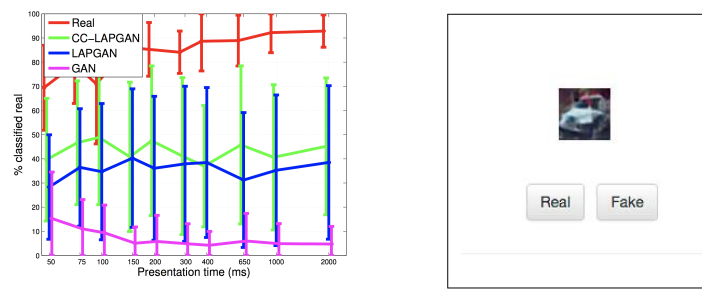 % classified real
100
90
80
70
60
50
40
30
20
10
0
Real
CC−LAPGAN
LAPGAN
GAN
50 75 100 150 200 300 400 650 1000 2000
Presentation time (ms)
Real Fake